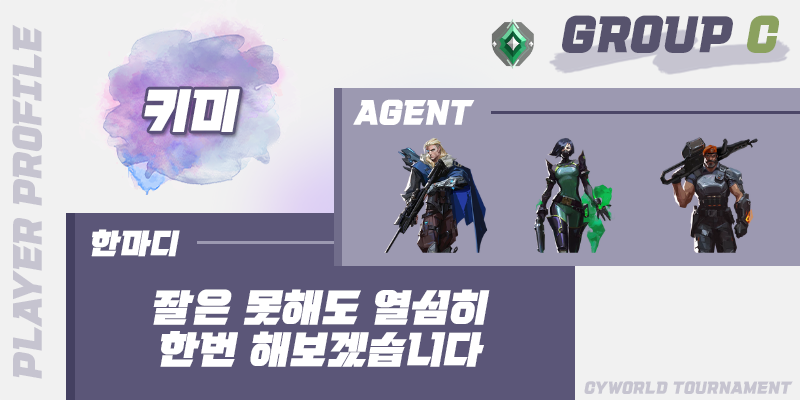 PLAYER PROFILE
키미
GROUP C
AGENT
한마디
잘은 못해도 열심히
한번 해보겠습니다
CYWORLD TOURNAMENT